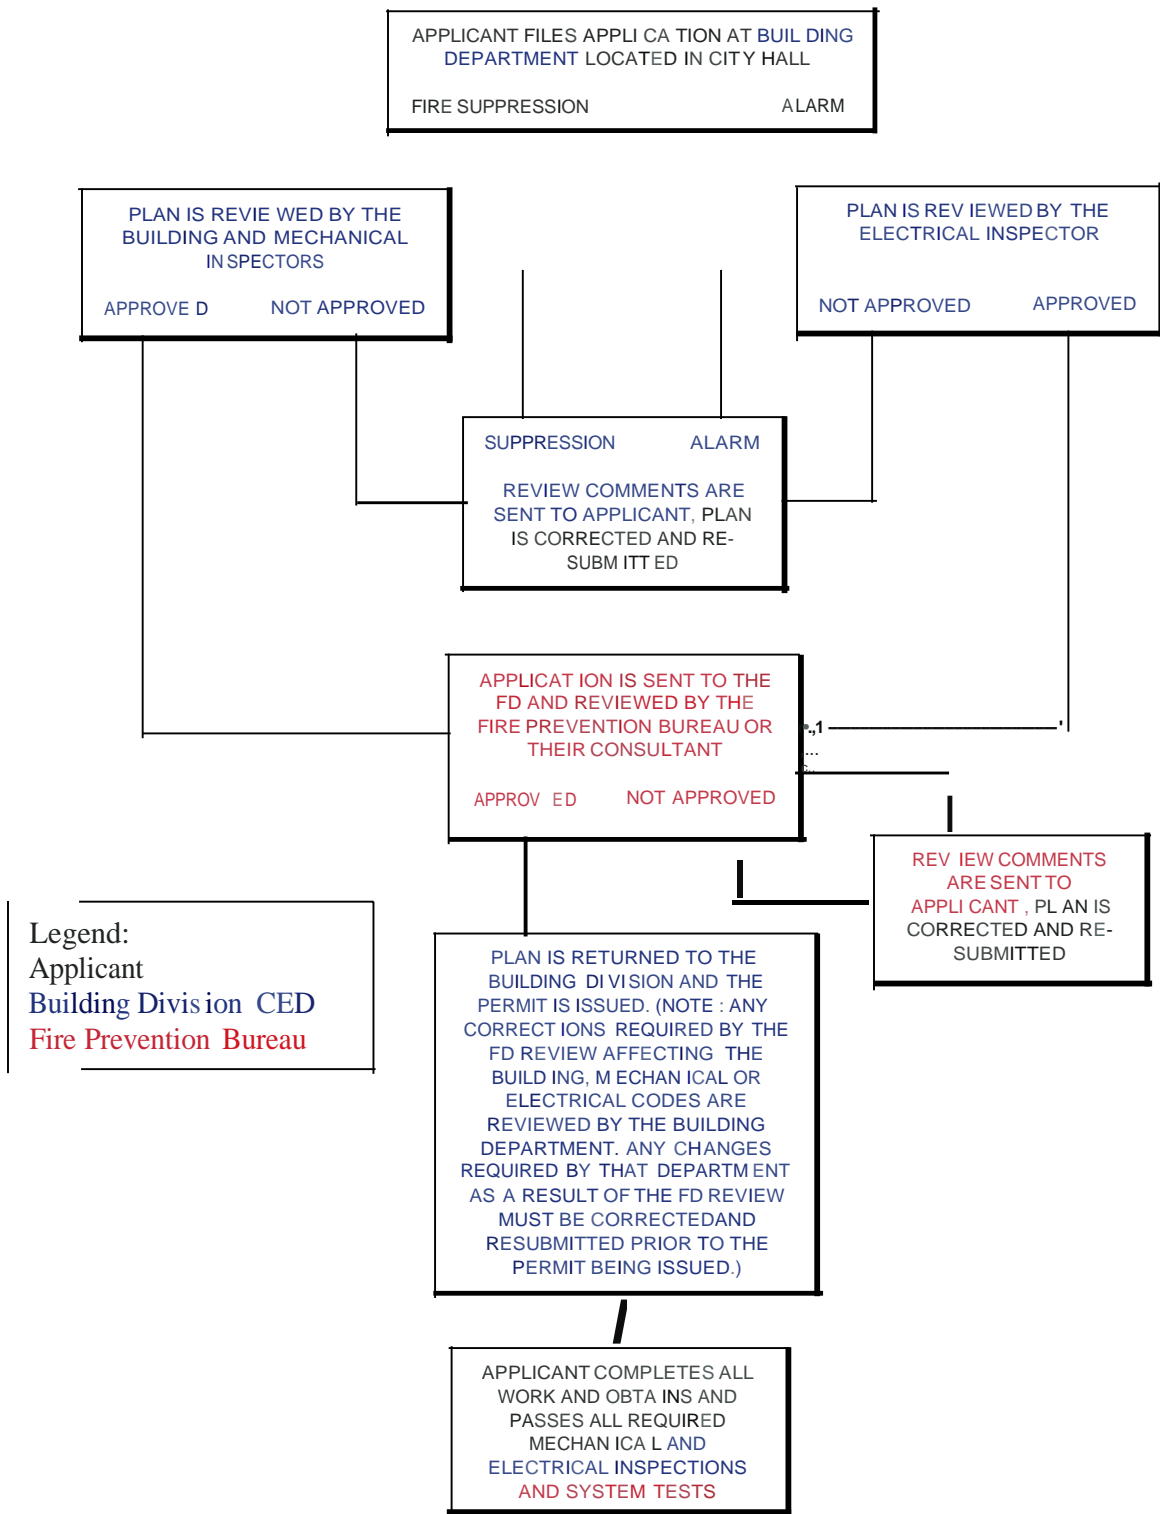 APPLICANT FILES APPLI CA TION AT BUIL DING
DEPARTMENT LOCATED IN CITY HALL
FIRE SUPPRESSION ALARM
PLAN IS REVIE WED BY THE
BUILDING AND MECHANICAL
IN SPECTORS
APPROVE D NOT APPROVED
PLAN IS REV IEWED BY THE
ELECTRICAL INSPECTOR
NOT APPROVED APPROVED
SUPPRESSION ALARM
REVIEW COMMENTS ARE
SENT TO APPLICANT, PLAN
IS CORRECTED AND RE-
SUBM ITT ED
APPLICAT ION IS SENT TO THE
FD AND REVIEWED BY THE
FIRE PREVENTION BUREAU OR
THEIR CONSULTANT
APPROV ED NOT APPROVED
REV IEW COMMENTS
ARE SENT TO
APPLI CANT , PL AN IS
CORRECTED AND RE-
SUBMITTED
Legend:
Applicant
Building Divis ion CED
Fire Prevention Bureau
PLAN IS RETURNED TO THE
BUILDING DI VISION AND THE
PERMIT IS ISSUED. (NOTE : ANY
CORRECT IONS REQUIRED BY THE
FD REVIEW AFFECTING THE
BUILD ING, M ECHAN ICAL OR
ELECTRICAL CODES ARE
REVIEWED BY THE BUILDING
DEPARTMENT. ANY CHANGES
REQUIRED BY THAT DEPARTM ENT
AS A RESULT OF THE FD REVIEW
MUST BE CORRECTEDAND
RESUBMITTED PRIOR TO THE
PERMIT BEING ISSUED.)
APPLICANT COMPLETES ALL
WORK AND OBTA INS AND
PASSES ALL REQUIRED
MECHAN ICA L AND
ELECTRICAL INSPECTIONS
AND SYSTEM TESTS